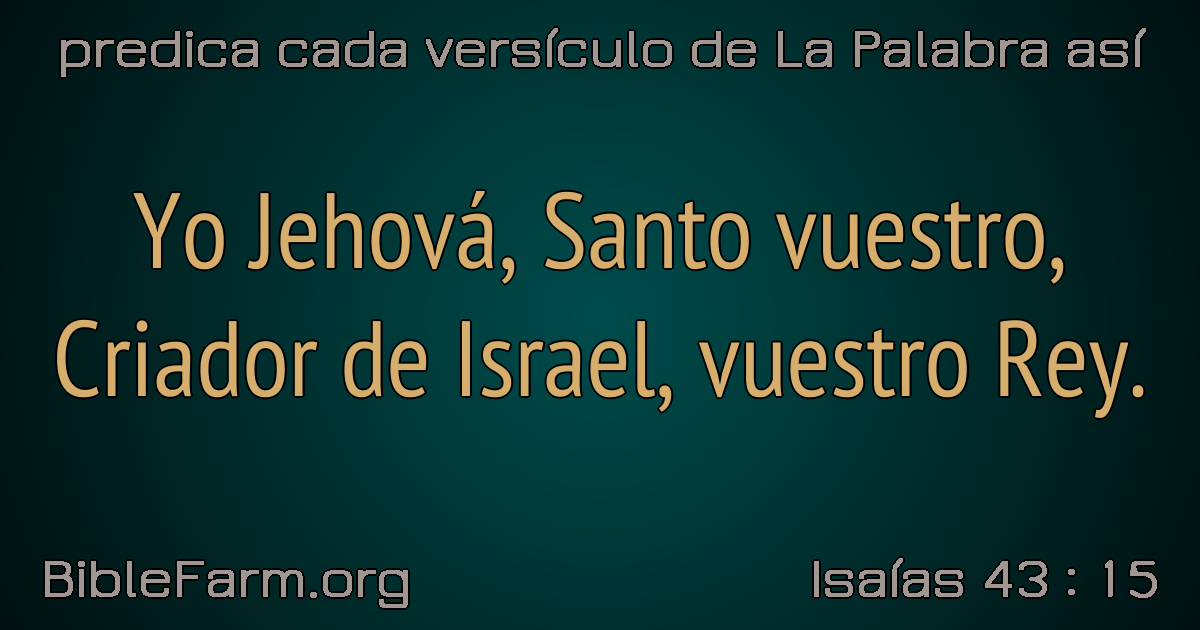 predica cada versículo de La Palabra así
Yo Jehová, Santo vuestro,
Criador de Israel, vuestro Rey.
BibleFarm.org
Isaías 43 : 15